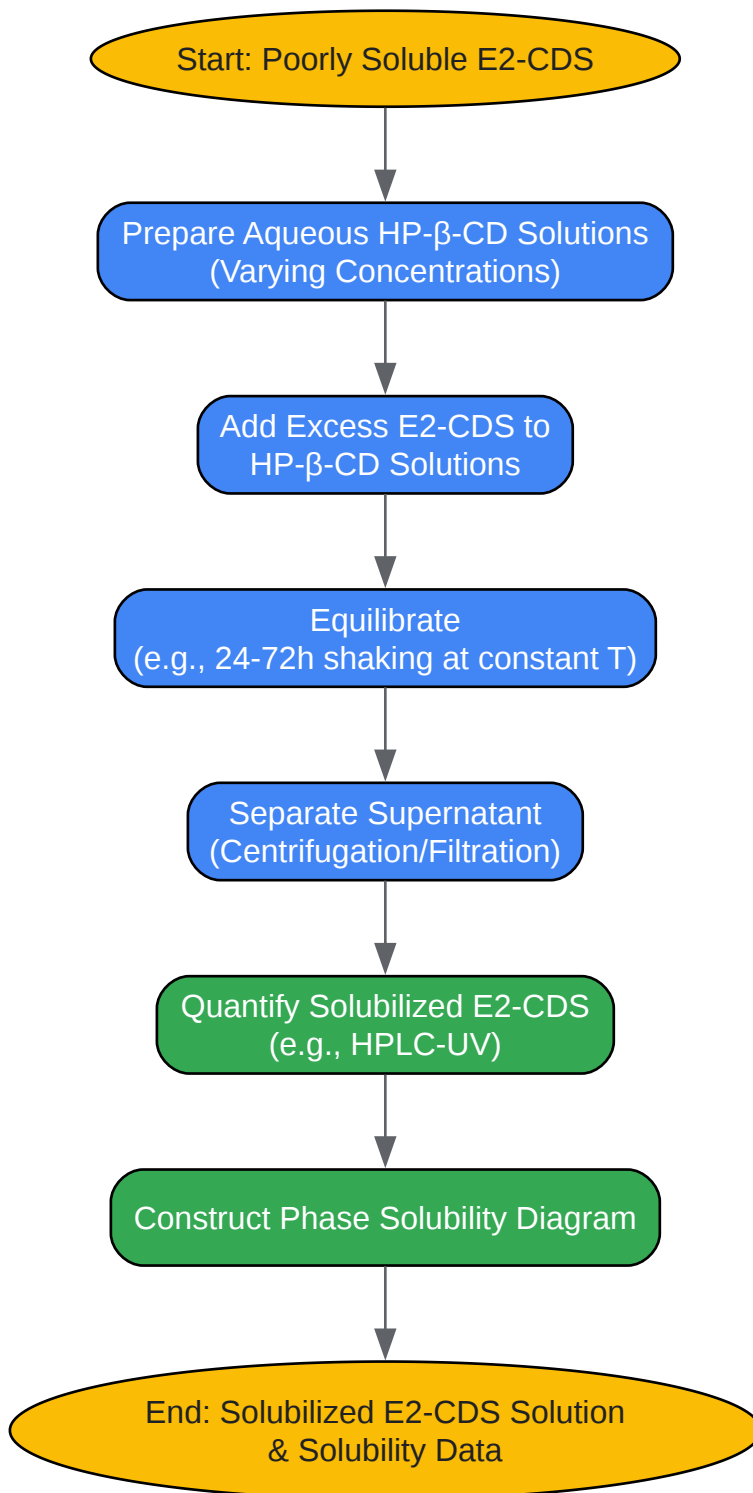 Start: Poorly Soluble E2-CDS
Prepare Aqueous HP-β-CD Solutions
(Varying Concentrations)
Add Excess E2-CDS to
HP-β-CD Solutions
Equilibrate
(e.g., 24-72h shaking at constant T)
Separate Supernatant
(Centrifugation/Filtration)
Quantify Solubilized E2-CDS
(e.g., HPLC-UV)
Construct Phase Solubility Diagram
End: Solubilized E2-CDS Solution
& Solubility Data